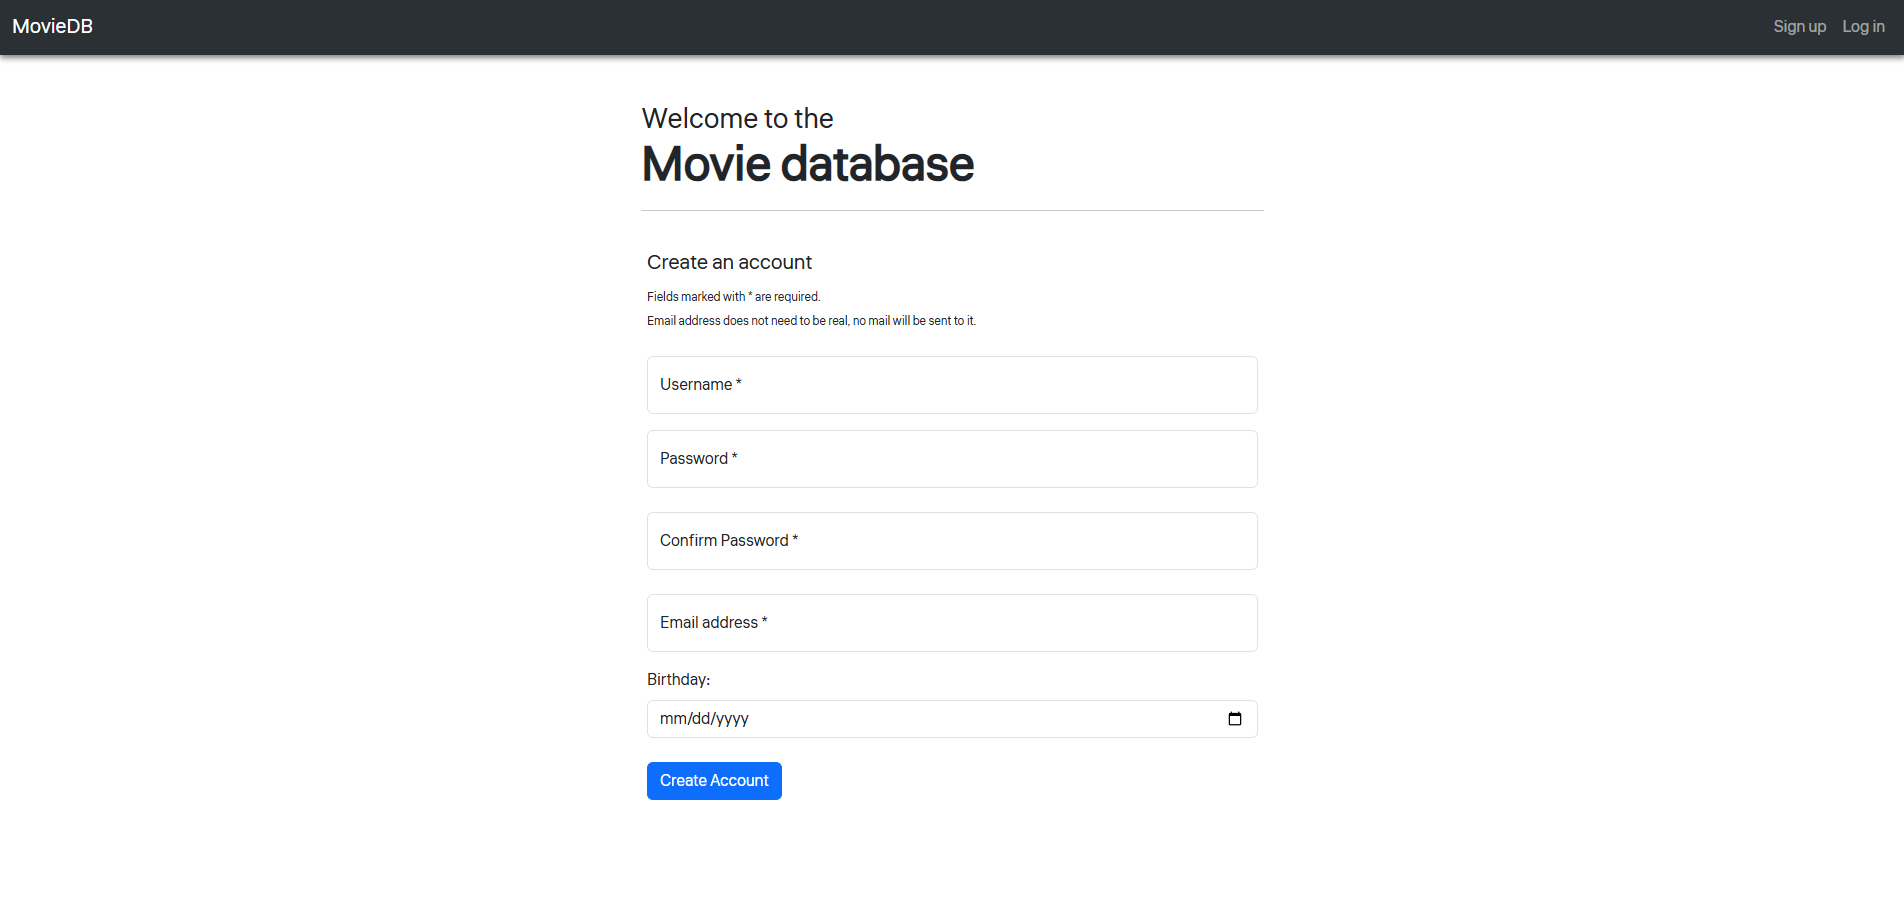 MovieDB
Sign up Log in
Welcome to the
Movie database
Create an account
Fields marked with * are required.
Email address does not need to be real, no mail will be sent to it.
Username *
Password *
Confirm Password *
Email address *
Birthday:
mm/dd/yyyy
Create Account